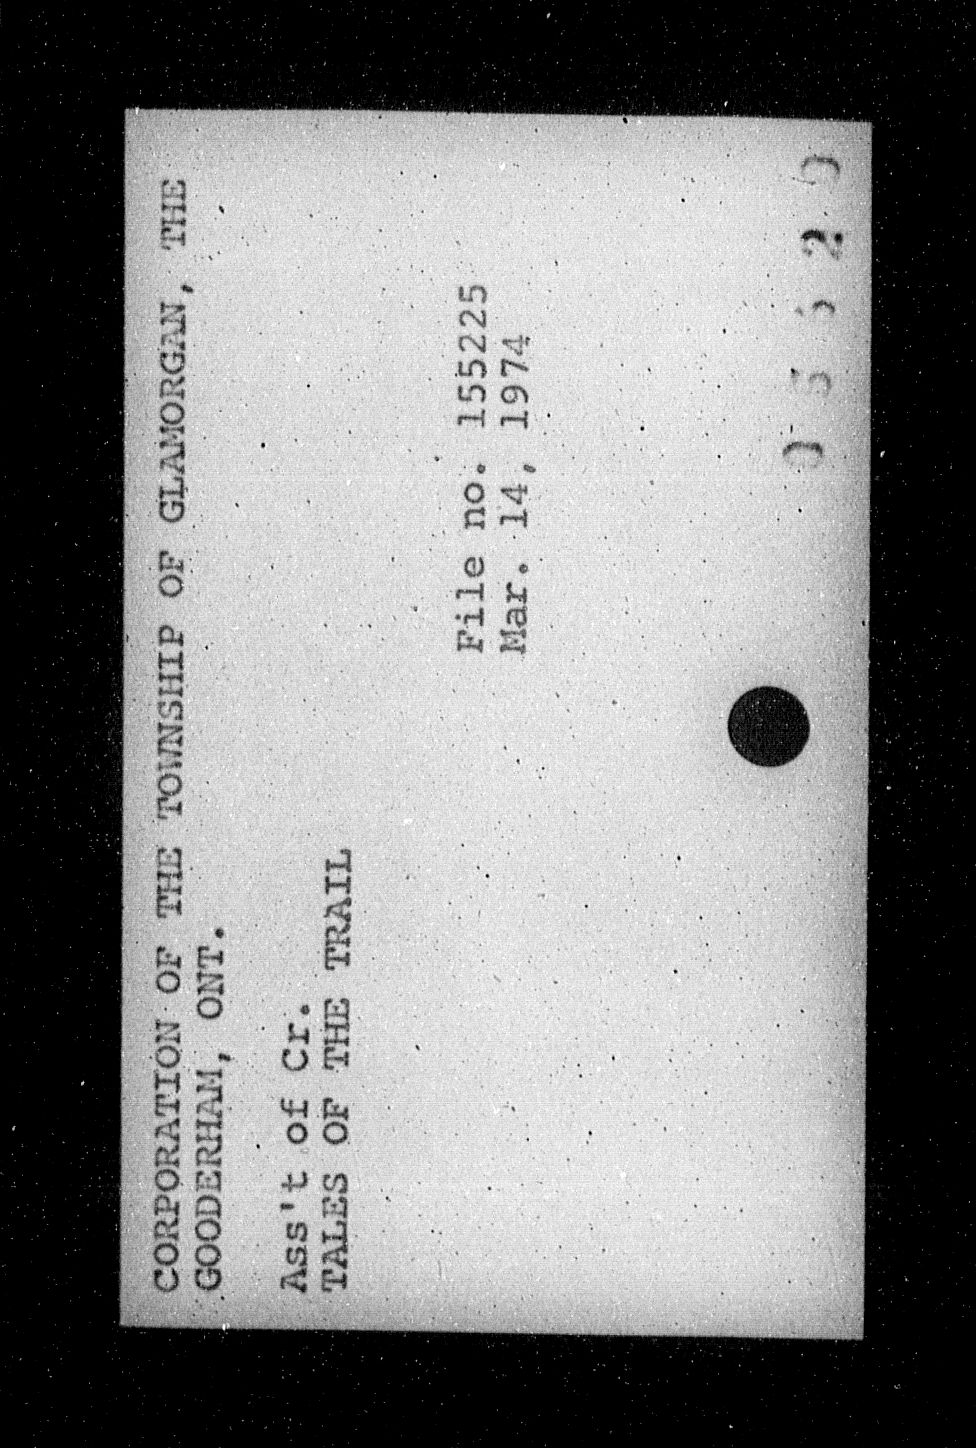 CORPORATION OF THE TOWNSHIP OF GLAMORGAN, THE
GOODERHAM, ONT.
Ass't of Cr.
TALES OF THE TRAIL
File no. 155225
Mar. 14, 1974